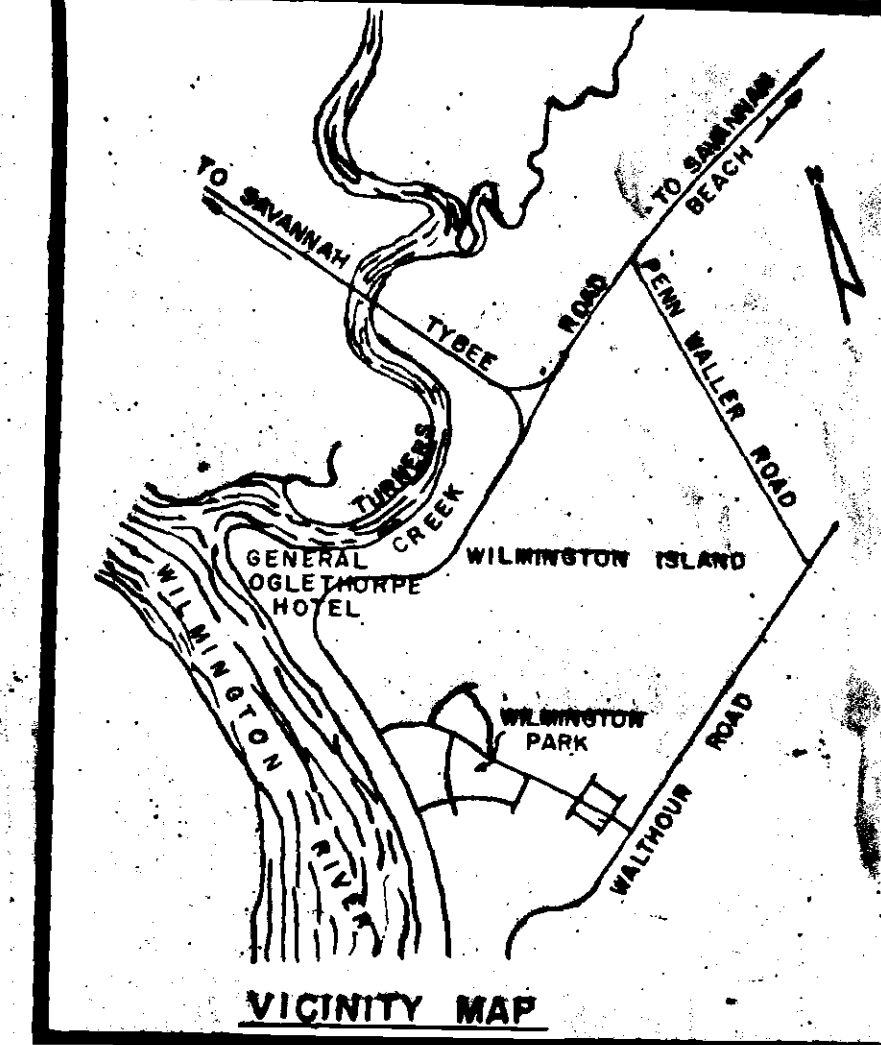 TO SAVANNAH
TO SAVANNAH
BEACH
N
TYBEE
ROAD
PENN WALLER ROAD
TURNERS
CREEK
GENERAL
OGLETHORPE
HOTEL
WILMINGTON ISLAND
WILMINGTON
RIVER
WILMINGTON
PARK
WALTHOUR ROAD
VICINITY MAP